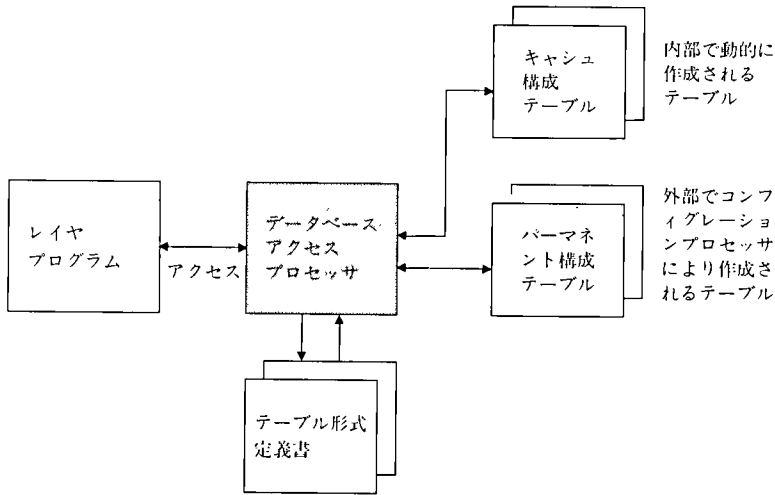 キャシュ
構成
テーブル
内部で動的に
作成される
テーブル
レイヤ
プログラム
アクセス
データベース
アクセス
プロセッサ
パーマネ
ント構成
テーブル
外部でコンフ
ィグレーショ
ンプロセッサ
により作成さ
れるテーブル
テーブル形式
定義書